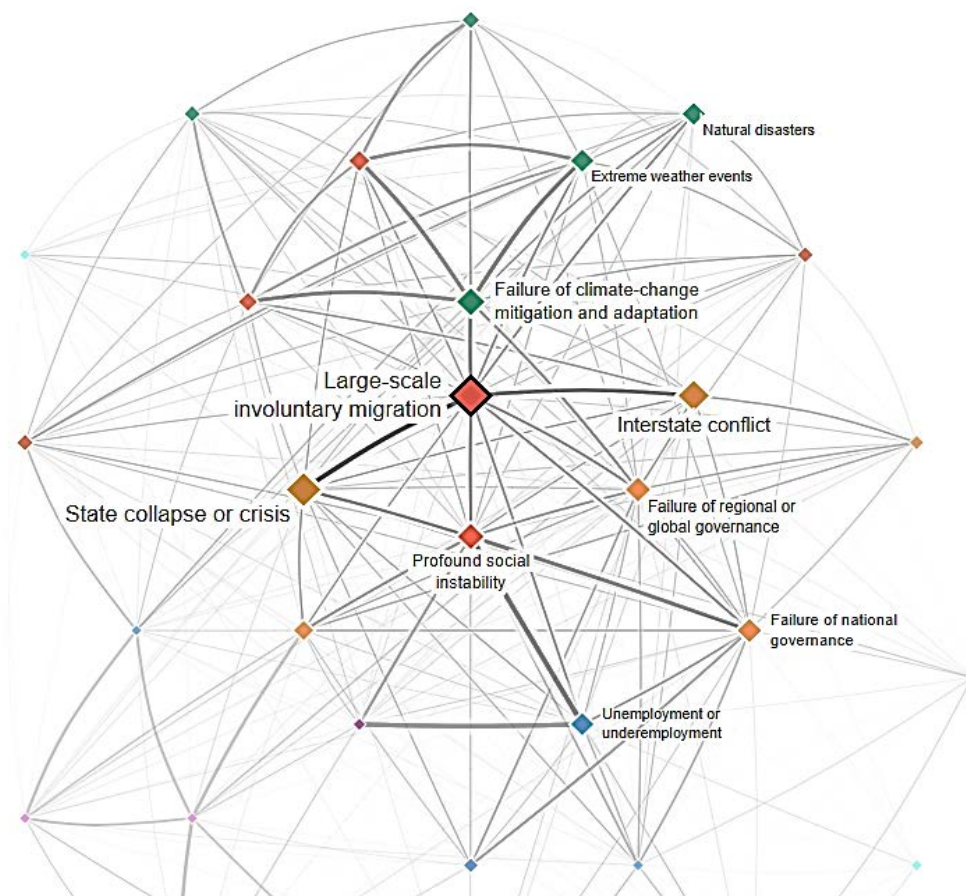 Natural disasters
Extreme weather events
Failure of climate-change
mitigation and adaptation
Large-scale
involuntary migration
Interstate conflict
State collapse or crisis
Failure of regional or
global governance
Profound social
instability
Failure of national
governance
Unemployment or
underemployment